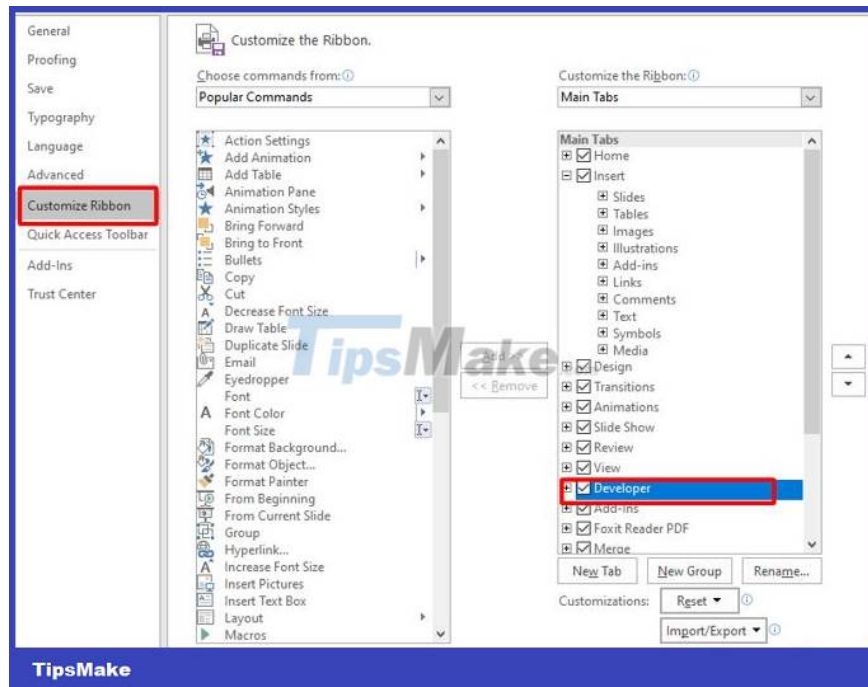 General
Proofing
Save
Typography
Language
Advanced
Customize Ribbon
Quick Access Toolbar
Add-Ins
Trust Center
Customize the Ribbon.
Choose commands from:
Popular Commands
Action Settings
Add Animation
Add Table
Animation Pane
Animation Styles
Bring Forward
Bring to Front
Bullets
Copy
Cut
Decrease Font Size
Draw Table
Duplicate Slide
Email
Eyedropper
Font
Font Color
Font Size
Format Background...
Format Object...
Format Painter
From Beginning
From Current Slide
Group
Hyperlink...
Increase Font Size
Insert Pictures
Insert Text Box
Layout
Macros
Add >>
<< Remove
Customize the Ribbon:
Main Tabs
Main Tabs
Home
Insert
Slides
Tables
Images
Illustrations
Add-ins
Links
Comments
Text
Symbols
Media
Design
Transitions
Animations
Slide Show
Review
View
Developer
Add-Ins
Foxit Reader PDF
Merge
New Tab
New Group
Rename...
Customizations:
Reset
Import/Export
TipsMake
TipsMake